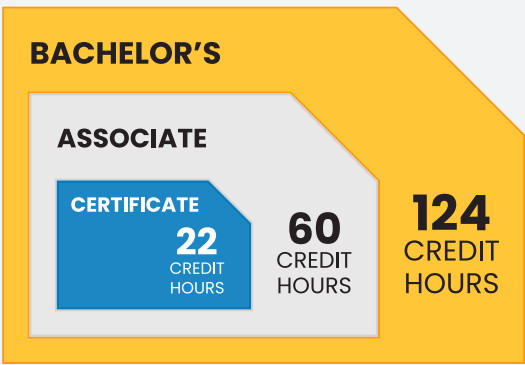 BACHELOR’S
ASSOCIATE
CERTIFICATE
22
CREDIT
HOURS
60
CREDIT
HOURS
124
CREDIT
HOURS